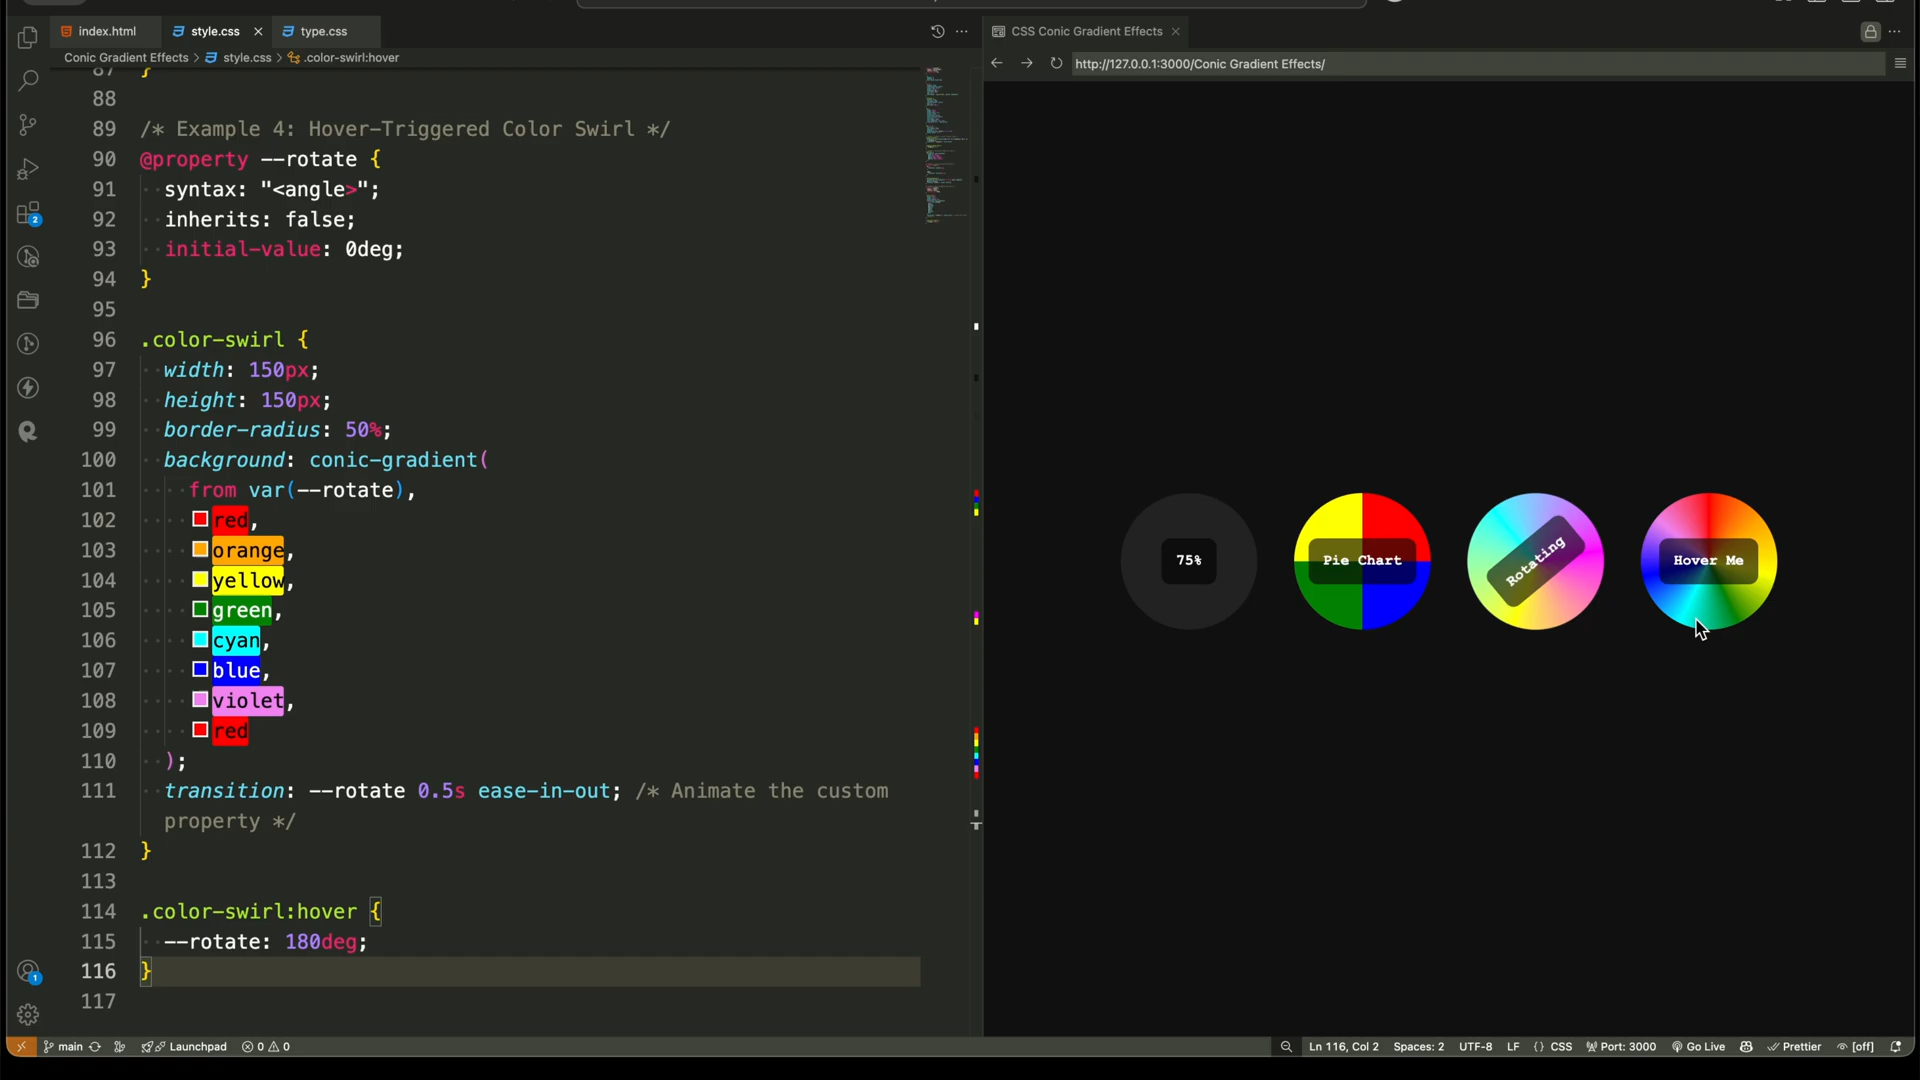 index.html
style.css
type.css
CSS Conic Gradient Effects
Conic Gradient Effects > style.css > .color-swirl:hover
http://127.0.0.1:3000/Conic Gradient Effects/
87 }
88
89 /* Example 4: Hover-Triggered Color Swirl */
90 @property --rotate {
91 syntax: "<angle>";
92 inherits: false;
93 initial-value: 0deg;
94 }
95
96 .color-swirl {
97 width: 150px;
98 height: 150px;
99 border-radius: 50%;
100 background: conic-gradient(
101 from var(--rotate),
102 red,
103 orange,
104 yellow,
105 green,
106 cyan,
107 blue,
108 violet,
109 red
110 );
111 transition: --rotate 0.5s ease-in-out; /* Animate the custom
property */
112 }
113
114 .color-swirl:hover {
115 --rotate: 180deg;
116 }
117
75%
Pie Chart
Rotating
Hover Me
2
1
main
Launchpad
0 0
Ln 116, Col 2
Spaces: 2
UTF-8
LF
{} CSS
Port: 3000
Go Live
Prettier
[off]